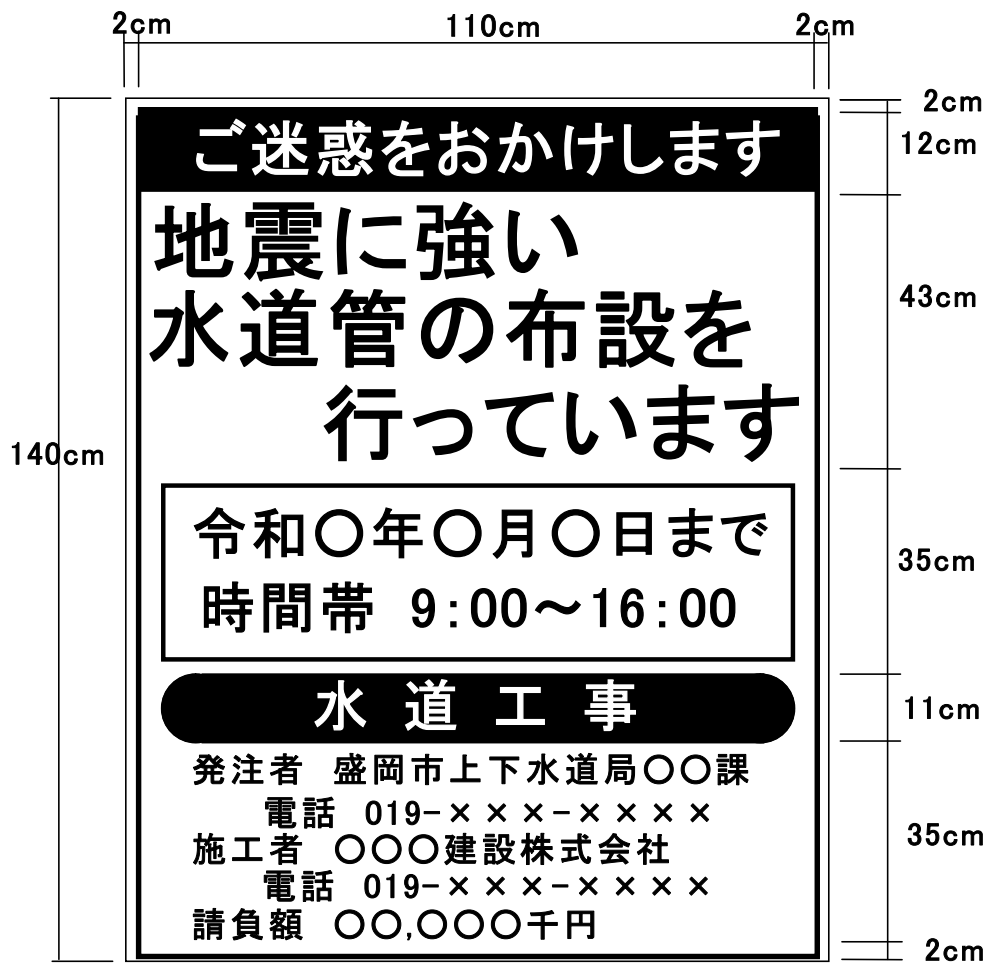 2cm 110cm 2cm
2cm
ご迷惑をおかけします
12cm
地震に強い
水道管の布設を
43cm
行っています
140cm
令和〇年〇月〇日まで
35cm
時間帯 9:00～16:00
水道工事
11cm
発注者 盛岡市上下水道局〇〇課
電話 019-×××-××××
35cm
施工者 〇〇〇建設株式会社
電話 019-×××-××××
請負額 〇〇,〇〇〇千円
2cm